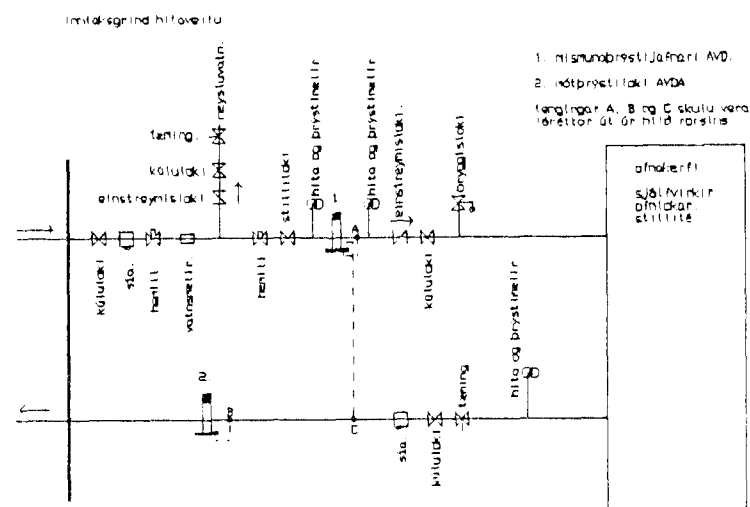 inntaksgrind hitaveitu
1. mismunaþrýstijafnari AVD.
2. mótþrýstiloki AVDA
tengingar A, B og C skulu vera
láréttar út úr hlið rörsins
neysluvatn.
tæming.
kúluloki
einstreymisloki
stilliloki
hita og þrýstimælir
1
hita og þrýstimælir
einstreymisloki.
öryggisloki
A
ofnakerfi
sjálfvirkir
ofnlokar.
stillité
kúluloki
sía.
hemill
vatnsmælir.
hemill
kúluloki
hita og þrýstimælir
2
B
C
tæming
sía
kúluloki